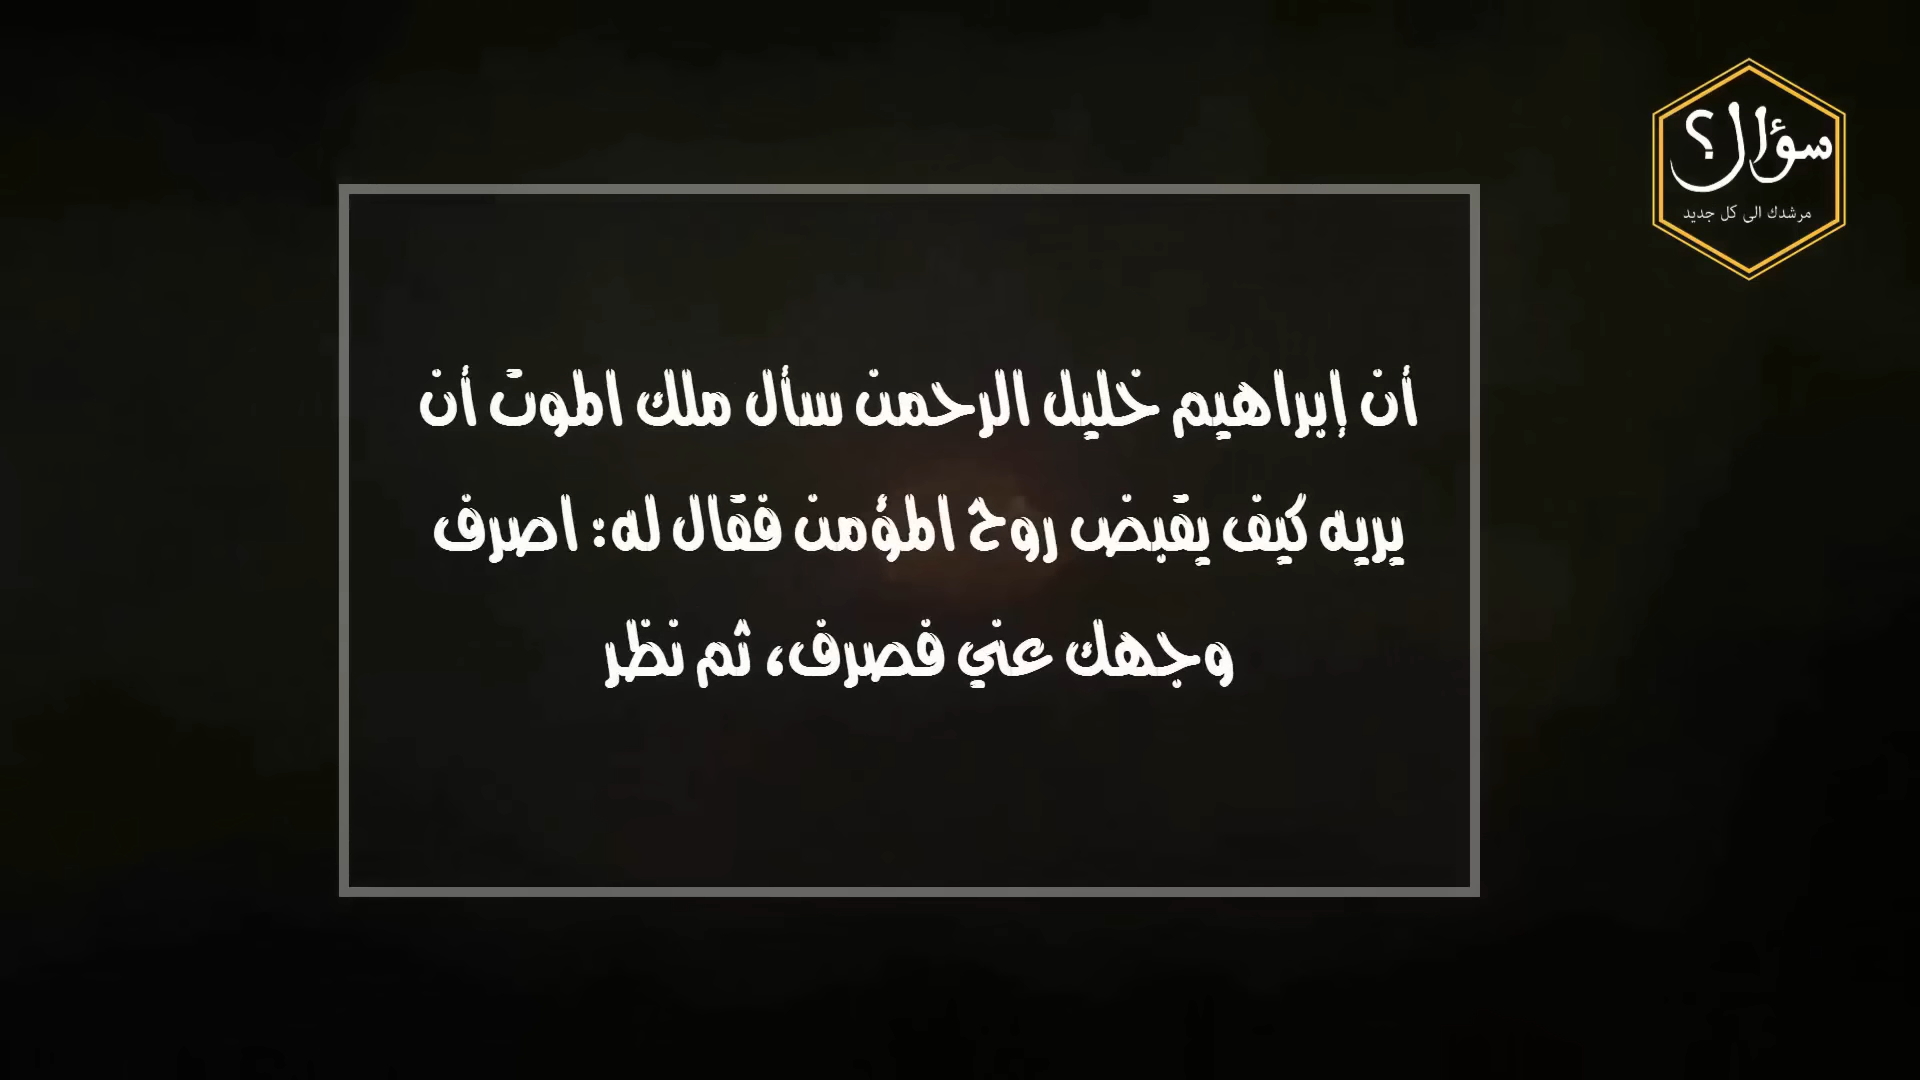 سؤال؟
مرشدك الى كل جديد
أن إبراهيم خليل الرحمن سأل ملك الموت أن
يريه كيف يقبض روح المؤمن فقال له: اصرف
وجهك عني فصرف، ثم نظر